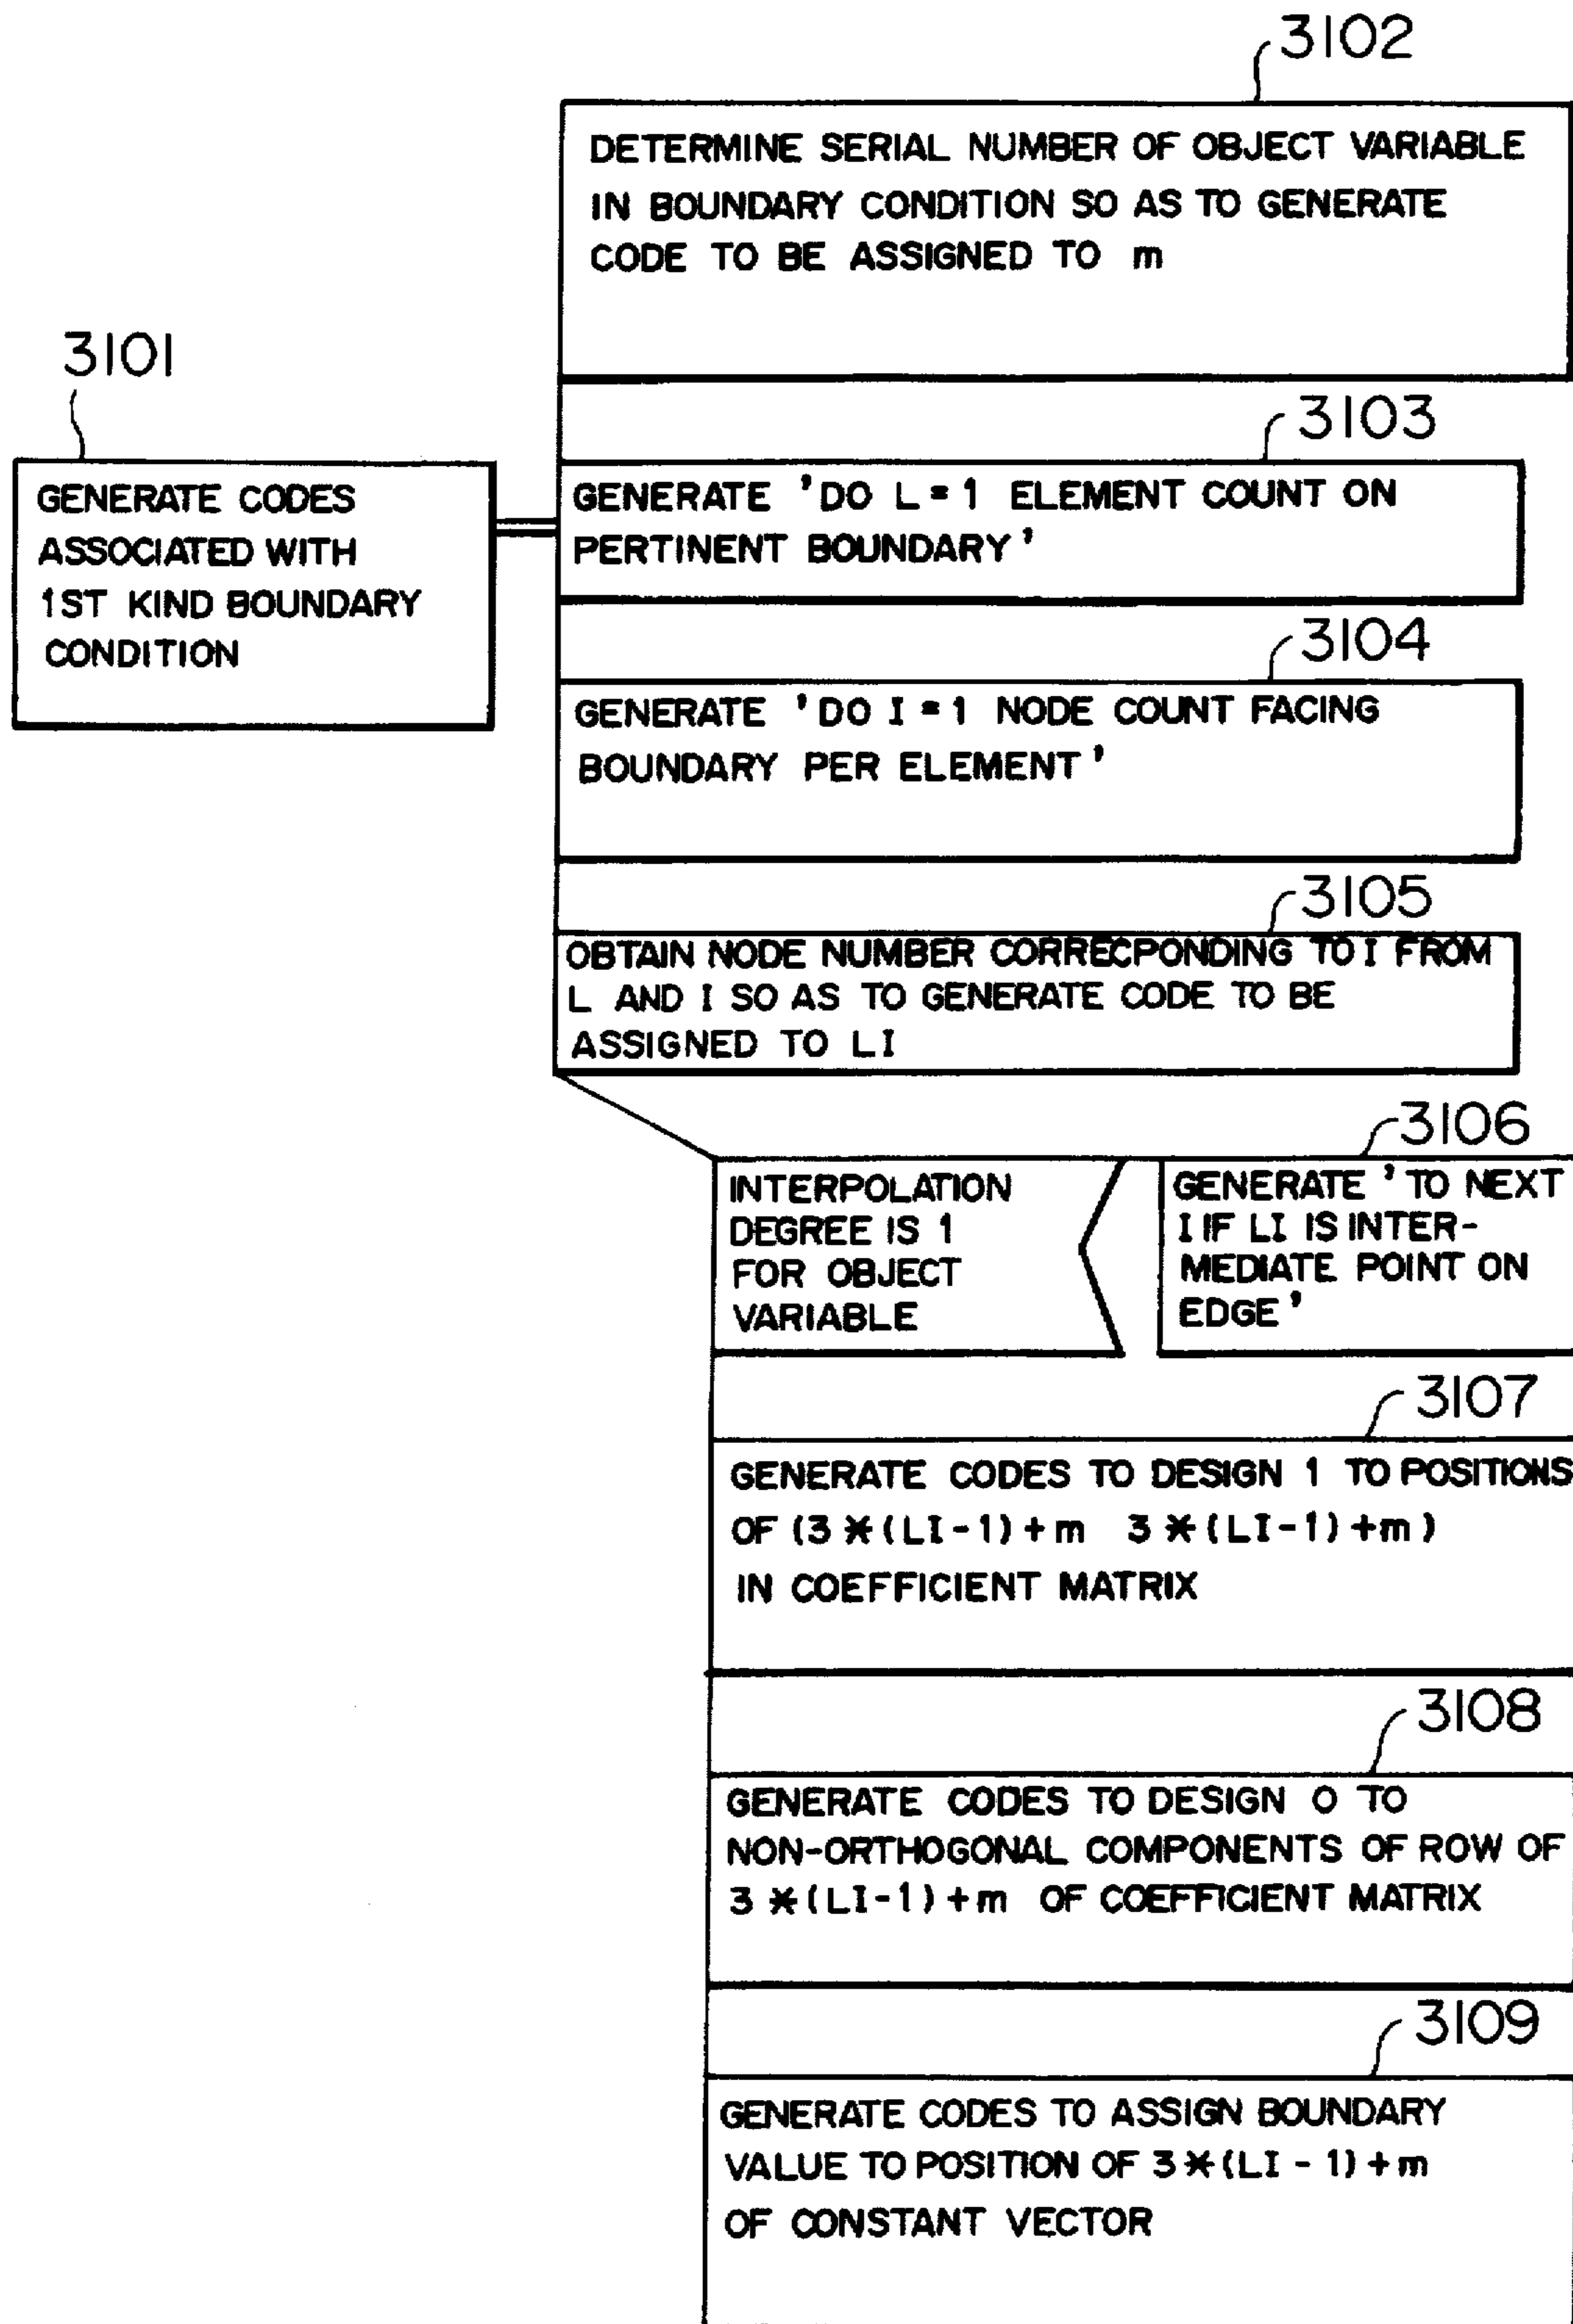 3102
DETERMINE SERIAL NUMBER OF OBJECT VARIABLE
IN BOUNDARY CONDITION SO AS TO GENERATE
CODE TO BE ASSIGNED TO m
3101
GENERATE CODES
ASSOCIATED WITH
1ST KIND BOUNDARY
CONDITION
3103
GENERATE 'DO L = 1 ELEMENT COUNT ON
PERTINENT BOUNDARY'
3104
GENERATE 'DO I = 1 NODE COUNT FACING
BOUNDARY PER ELEMENT'
3105
OBTAIN NODE NUMBER CORRECPONDING TO I FROM
L AND I SO AS TO GENERATE CODE TO BE
ASSIGNED TO LI
3106
INTERPOLATION
DEGREE IS 1
FOR OBJECT
VARIABLE
GENERATE 'TO NEXT
I IF LI IS INTER-
MEDIATE POINT ON
EDGE'
3107
GENERATE CODES TO DESIGN 1 TO POSITIONS
OF (3 * (LI-1) + m 3 * (LI-1) + m)
IN COEFFICIENT MATRIX
3108
GENERATE CODES TO DESIGN 0 TO
NON-ORTHOGONAL COMPONENTS OF ROW OF
3 * (LI-1) + m OF COEFFICIENT MATRIX
3109
GENERATE CODES TO ASSIGN BOUNDARY
VALUE TO POSITION OF 3 * (LI - 1) + m
OF CONSTANT VECTOR